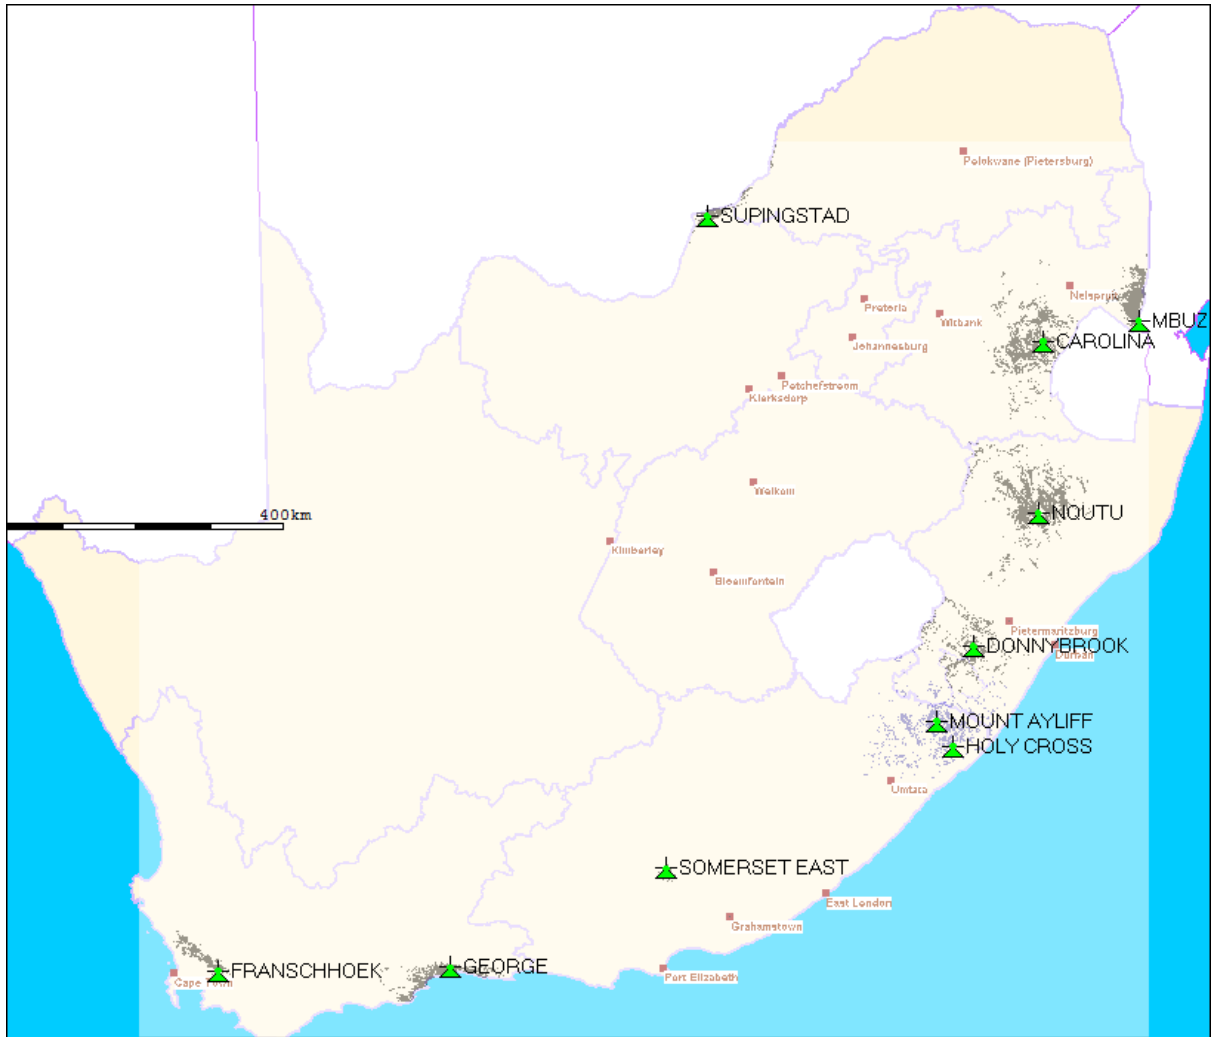 Polokwane (Pietersburg)
SUPINGSTAD
Nelspruit
Pretoria
Witbank
MBUZ
Johannesburg
CAROLINA
Potchefstroom
Klerksdorp
Welkom
400km
NQUTU
Kimberley
Bloemfontein
Pietermaritzburg
DONNYBROOK
Durban
MOUNT AYLIFF
HOLY CROSS
Umtata
SOMERSET EAST
East London
Grahamstown
FRANSCHHOEK
GEORGE
Port Elizabeth
Cape Town